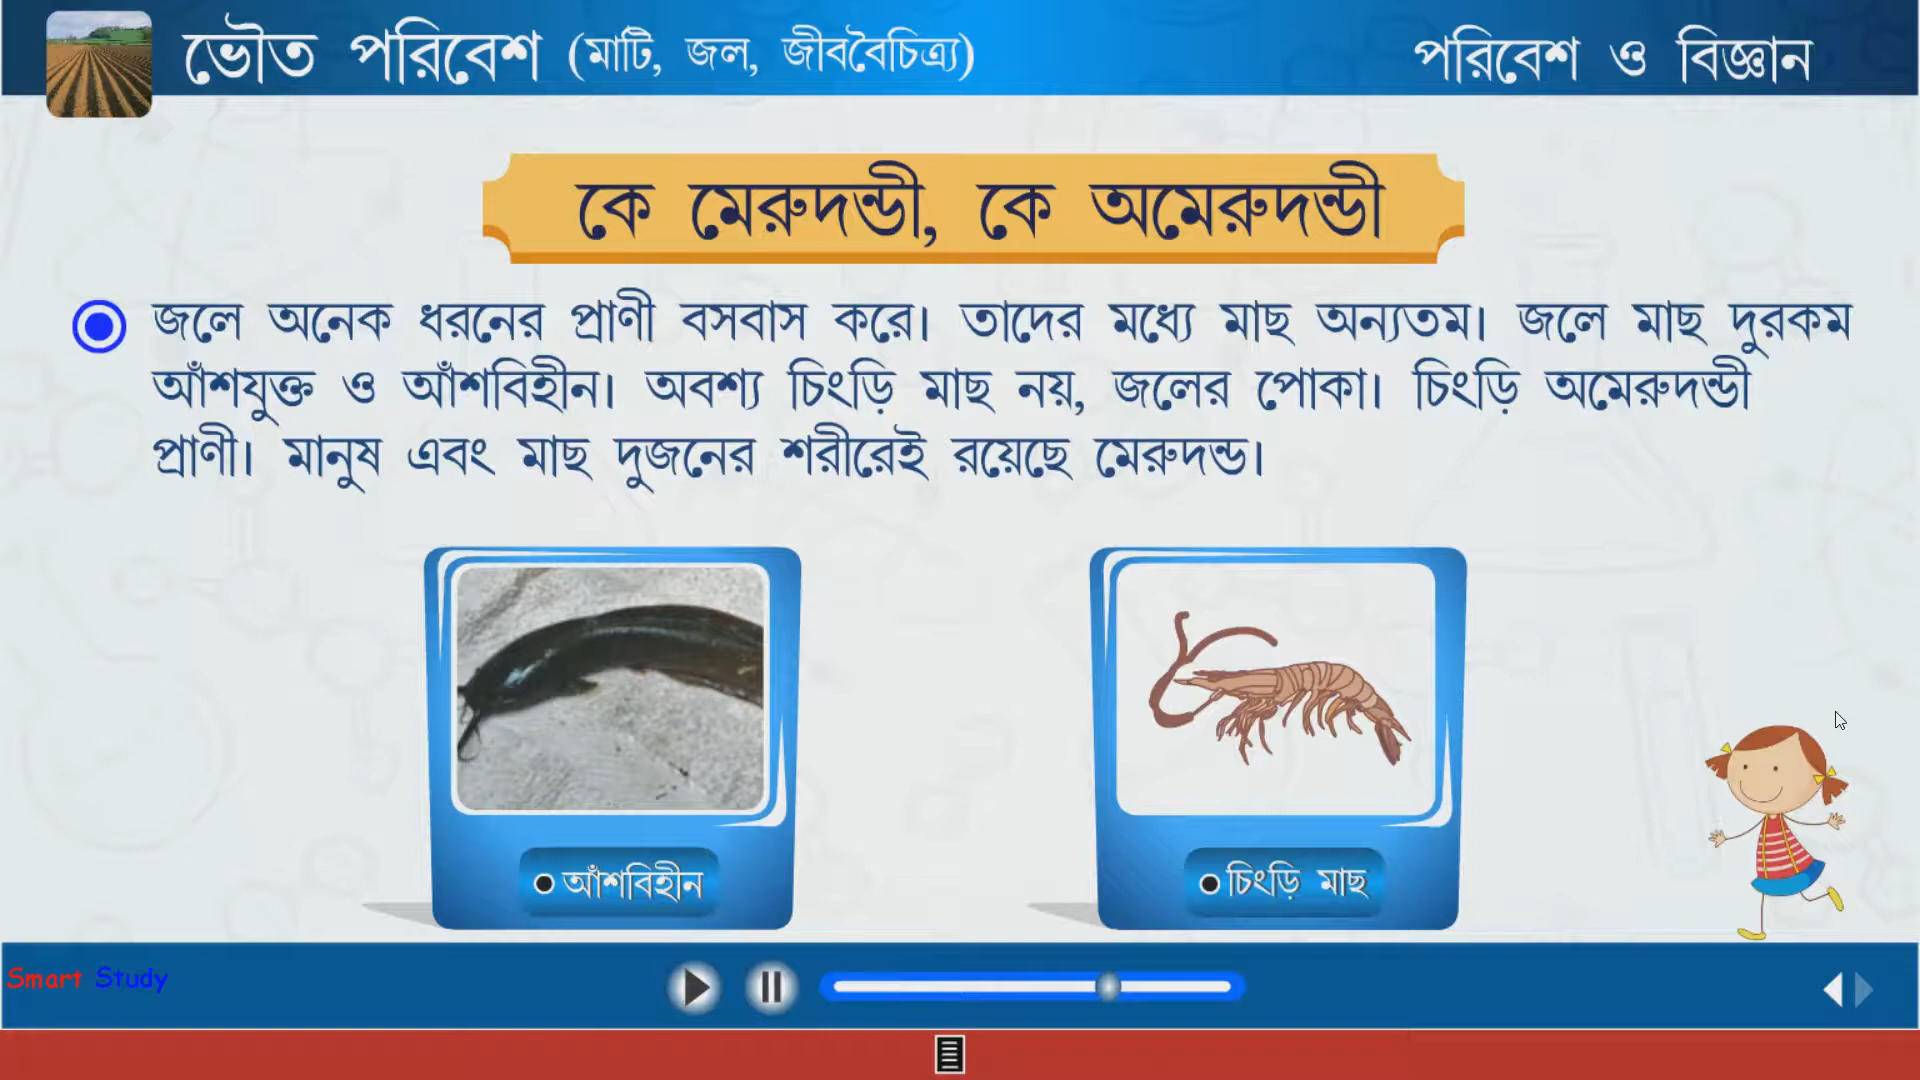 ভৌত পরিবেশ (মাটি, জল, জীববৈচিত্র্য)
পরিবেশ ও বিজ্ঞান
কে মেরুদন্ডী, কে অমেরুদন্ডী
জলে অনেক ধরনের প্রাণী বসবাস করে। তাদের মধ্যে মাছ অন্যতম। জলে মাছ দুরকম
আঁশযুক্ত ও আঁশবিহীন। অবশ্য চিংড়ি মাছ নয়, জলের পোকা। চিংড়ি অমেরুদন্ডী
প্রাণী। মানুষ এবং মাছ দুজনের শরীরেই রয়েছে মেরুদন্ড।
আঁশবিহীন
চিংড়ি মাছ
Smart Study